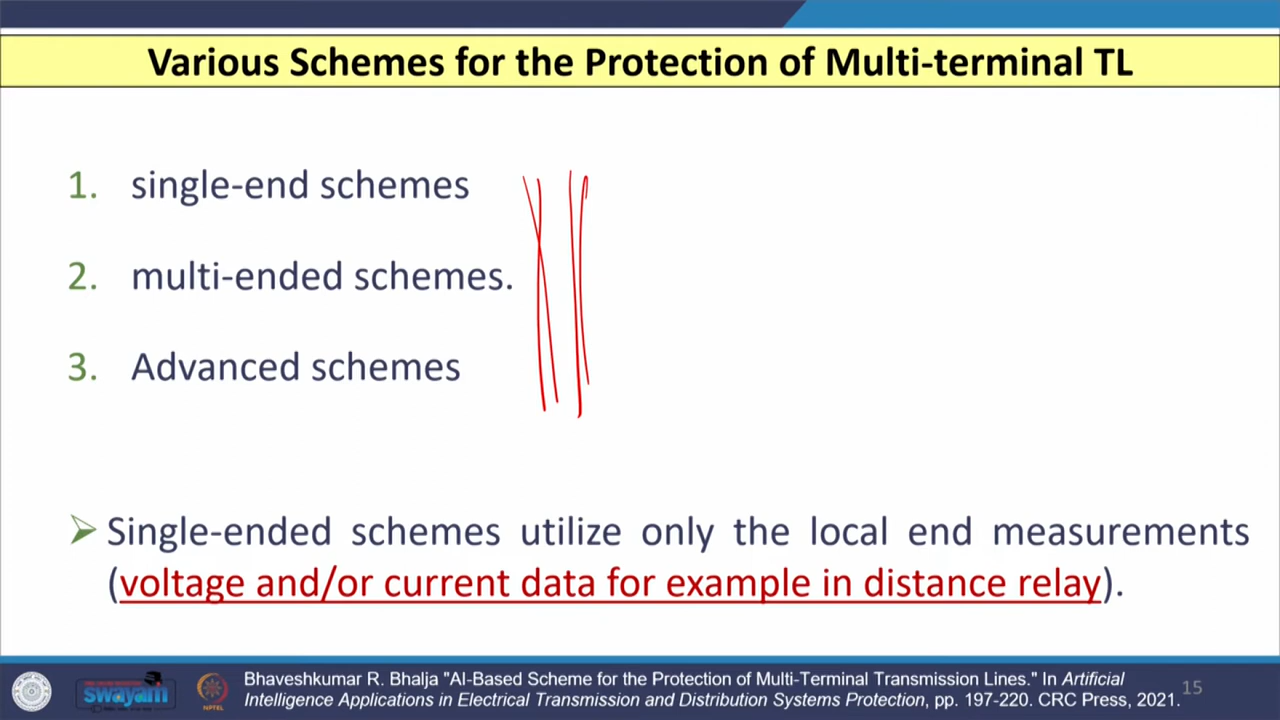 Various Schemes for the Protection of Multi-terminal TL
1. single-end schemes
2. multi-ended schemes.
3. Advanced schemes
Single-ended schemes utilize only the local end measurements
(voltage and/or current data for example in distance relay).
swayam
NPTEL
Bhaveshkumar R. Bhalja "AI-Based Scheme for the Protection of Multi-Terminal Transmission Lines." In Artificial
Intelligence Applications in Electrical Transmission and Distribution Systems Protection, pp. 197-220. CRC Press, 2021.
15